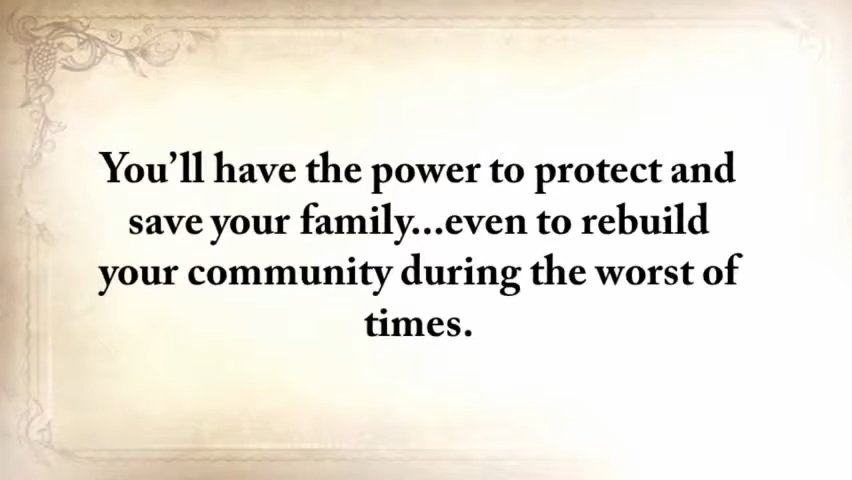 You’ll have the power to protect and
save your family...even to rebuild
your community during the worst of
times.